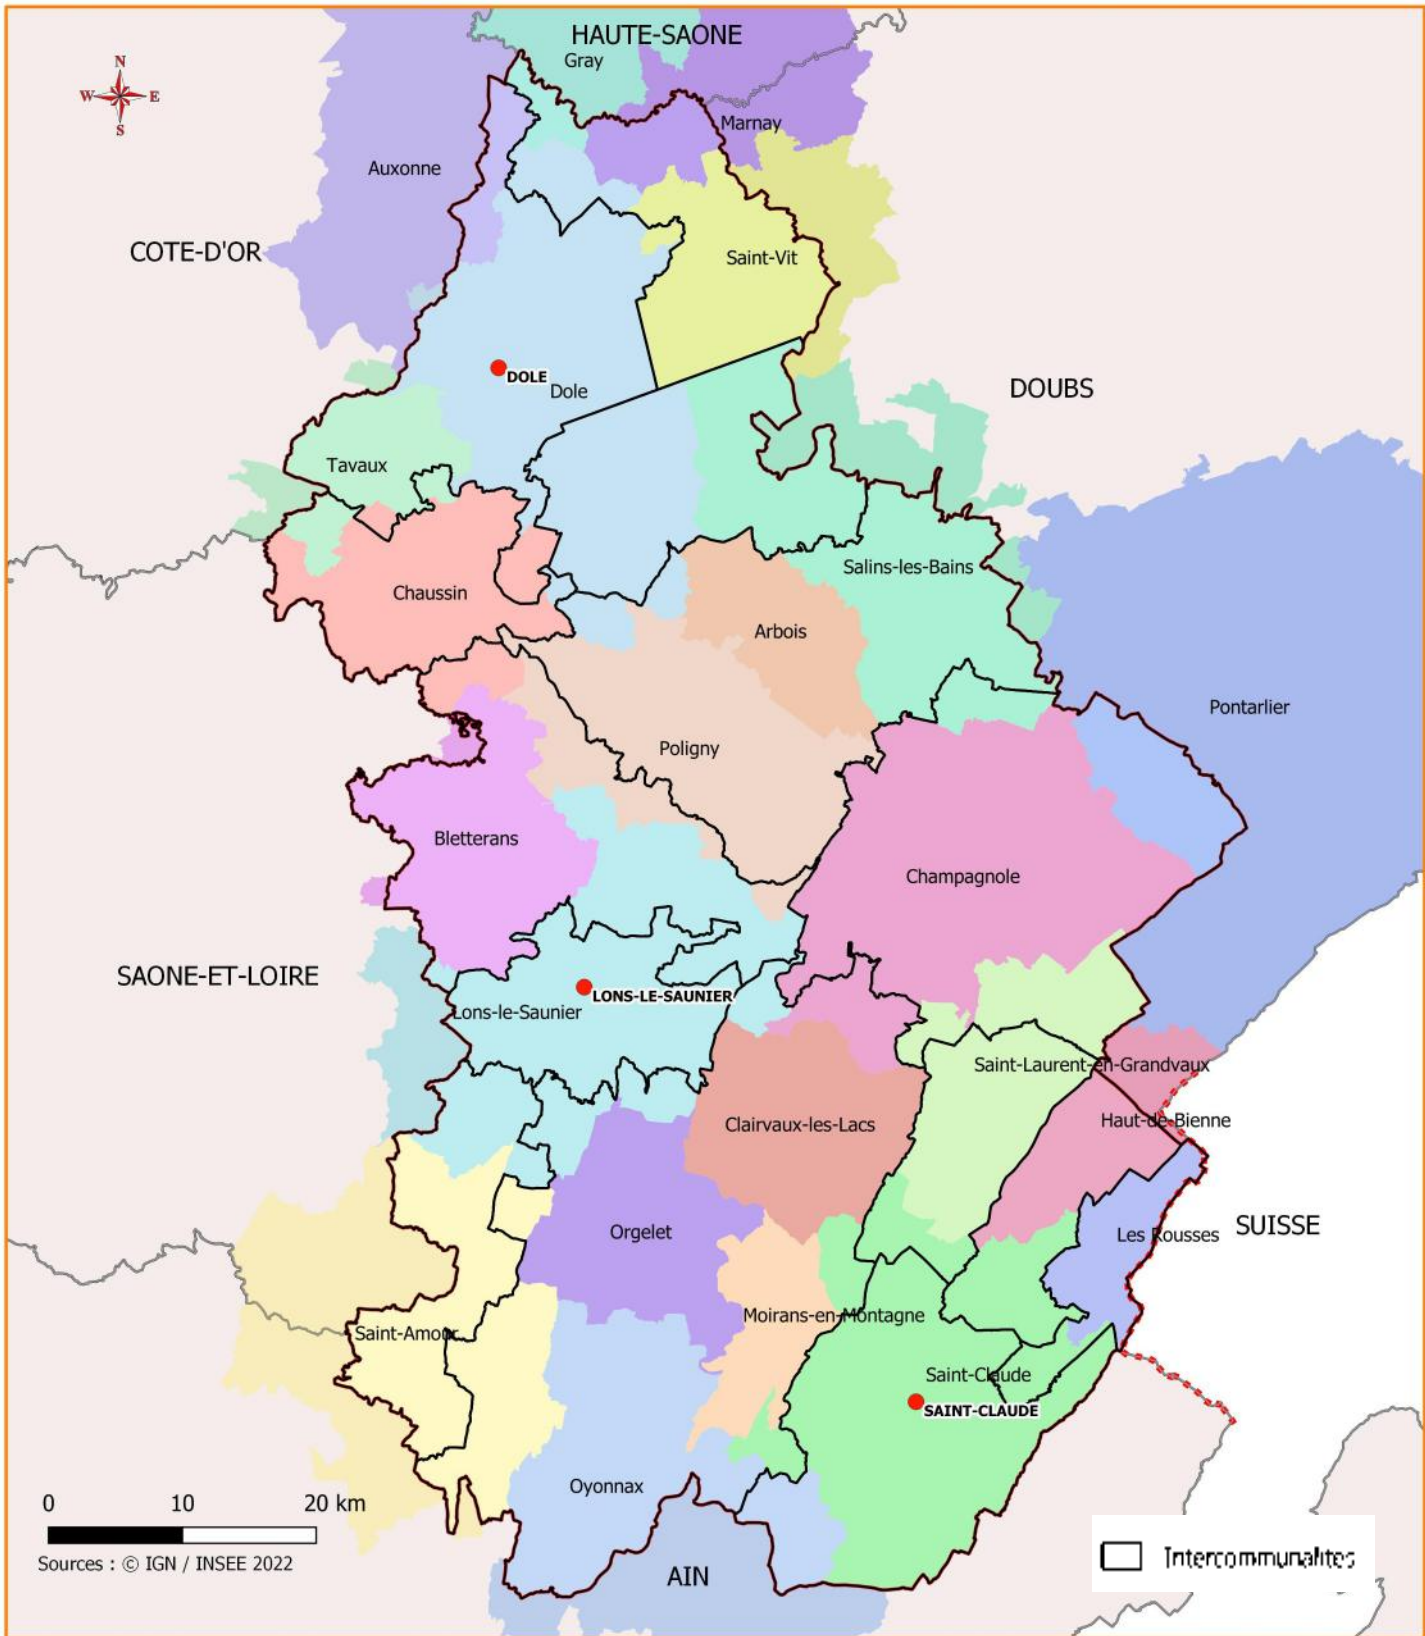 HAUTE-SAONE
Gray
N
W E
S
Marnay
Auxonne
COTE-D'OR
Saint-Vit
DOLE
Dole
DOUBS
Tavaux
Salins-les-Bains
Chaussin
Arbois
Pontarlier
Poligny
Bletterans
Champagnole
SAONE-ET-LOIRE
LONS-LE-SAUNIER
Lons-le-Saunier
Saint-Laurent-en-Grandvaux
Haut-de-Bienne
Clairvaux-les-Lacs
Orgelet
Les Rousses
SUISSE
Moirans-en-Montagne
Saint-Amour
Saint-Claude
SAINT-CLAUDE
Oyonnax
0 10 20 km
Sources : © IGN / INSEE 2022
AIN
Intercommunalites